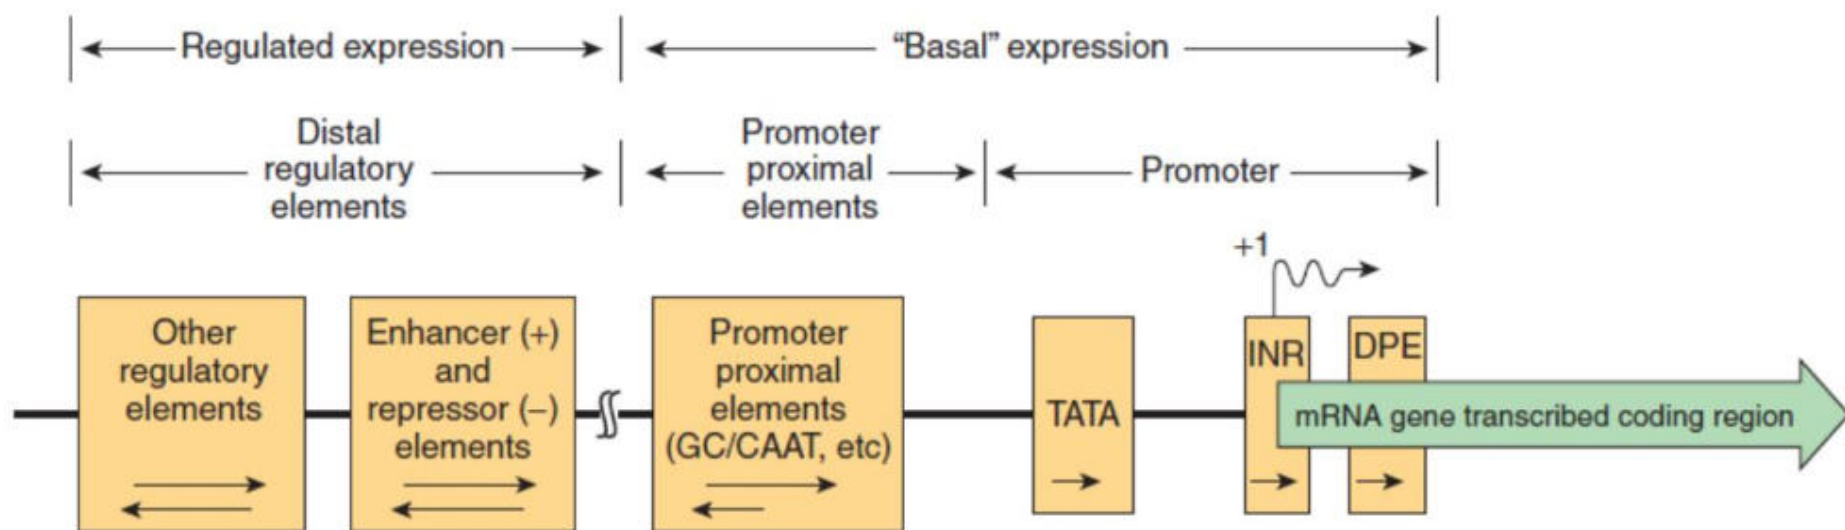 Regulated expression
“Basal” expression
Distal
regulatory
elements
Promoter
proximal
elements
Promoter
+1
Other
regulatory
elements
Enhancer (+)
and
repressor (–)
elements
Promoter
proximal
elements
(GC/CAAT, etc)
TATA
INR
DPE
mRNA gene transcribed coding region